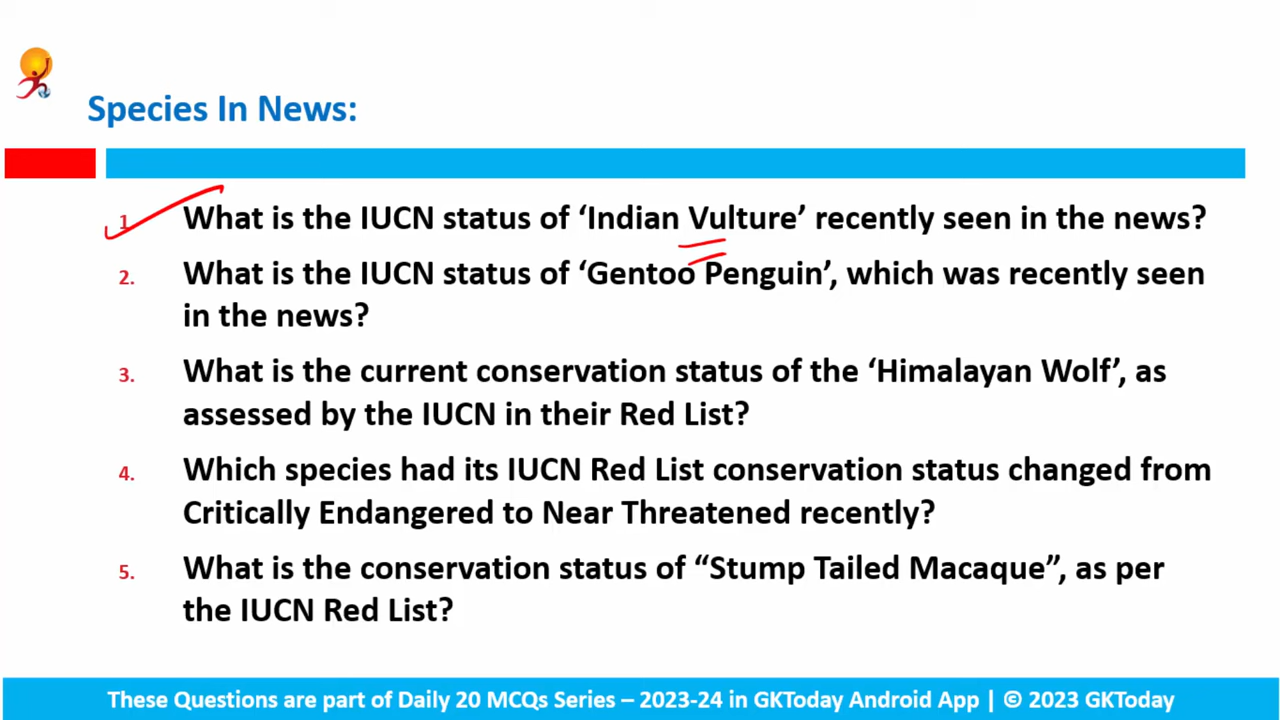 Species In News:
1. What is the IUCN status of ‘Indian Vulture’ recently seen in the news?
2. What is the IUCN status of ‘Gentoo Penguin’, which was recently seen
in the news?
3. What is the current conservation status of the ‘Himalayan Wolf’, as
assessed by the IUCN in their Red List?
4. Which species had its IUCN Red List conservation status changed from
Critically Endangered to Near Threatened recently?
5. What is the conservation status of “Stump Tailed Macaque”, as per
the IUCN Red List?
These Questions are part of Daily 20 MCQs Series – 2023-24 in GKToday Android App | © 2023 GKToday